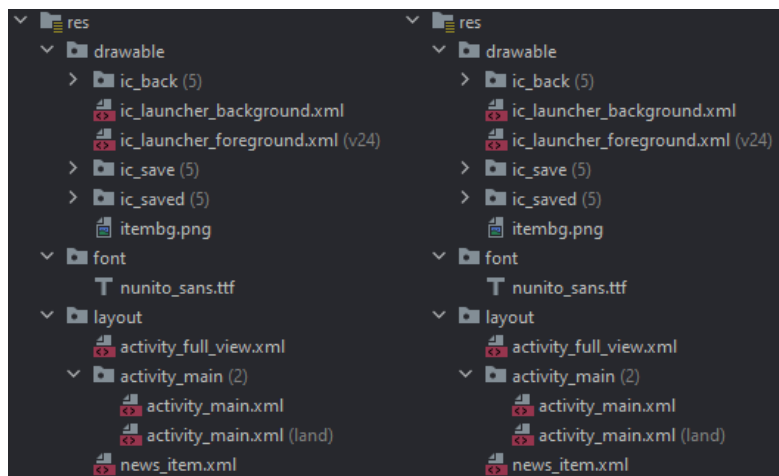 res
drawable
ic_back (5)
ic_launcher_background.xml
ic_launcher_foreground.xml (v24)
ic_save (5)
ic_saved (5)
itembg.png
font
nunito_sans.ttf
layout
activity_full_view.xml
activity_main (2)
activity_main.xml
activity_main.xml (land)
news_item.xml
res
drawable
ic_back (5)
ic_launcher_background.xml
ic_launcher_foreground.xml (v24)
ic_save (5)
ic_saved (5)
itembg.png
font
nunito_sans.ttf
layout
activity_full_view.xml
activity_main (2)
activity_main.xml
activity_main.xml (land)
news_item.xml